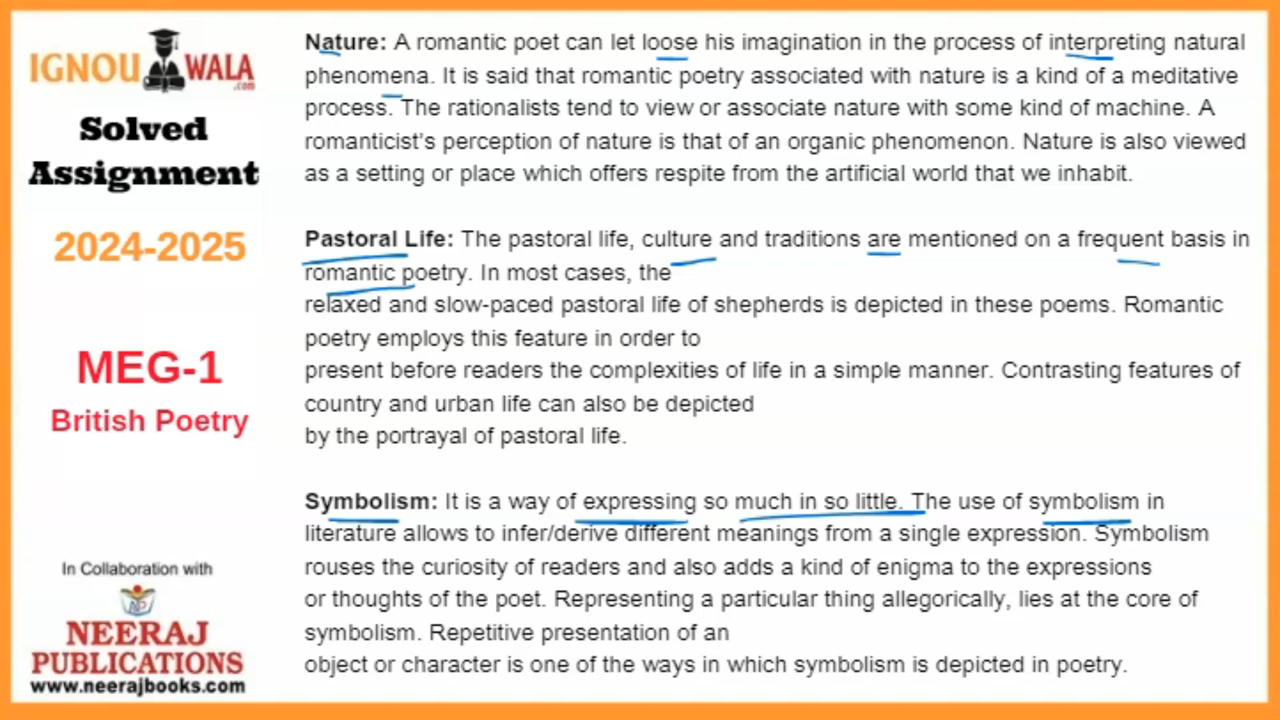 IGNOU WALA
.com
Solved
Assignment
2024-2025
MEG-1
British Poetry
In Collaboration with
NEERAJ
PUBLICATIONS
www.neerajbooks.com
Nature: A romantic poet can let loose his imagination in the process of interpreting natural
phenomena. It is said that romantic poetry associated with nature is a kind of a meditative
process. The rationalists tend to view or associate nature with some kind of machine. A
romanticist's perception of nature is that of an organic phenomenon. Nature is also viewed
as a setting or place which offers respite from the artificial world that we inhabit.
Pastoral Life: The pastoral life, culture and traditions are mentioned on a frequent basis in
romantic poetry. In most cases, the
relaxed and slow-paced pastoral life of shepherds is depicted in these poems. Romantic
poetry employs this feature in order to
present before readers the complexities of life in a simple manner. Contrasting features of
country and urban life can also be depicted
by the portrayal of pastoral life.
Symbolism: It is a way of expressing so much in so little. The use of symbolism in
literature allows to infer/derive different meanings from a single expression. Symbolism
rouses the curiosity of readers and also adds a kind of enigma to the expressions
or thoughts of the poet. Representing a particular thing allegorically, lies at the core of
symbolism. Repetitive presentation of an
object or character is one of the ways in which symbolism is depicted in poetry.